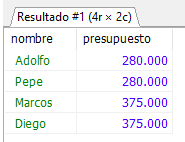 Resultado #1 (4r × 2c)
nombre presupuesto
Adolfo 280.000
Pepe 280.000
Marcos 375.000
Diego 375.000